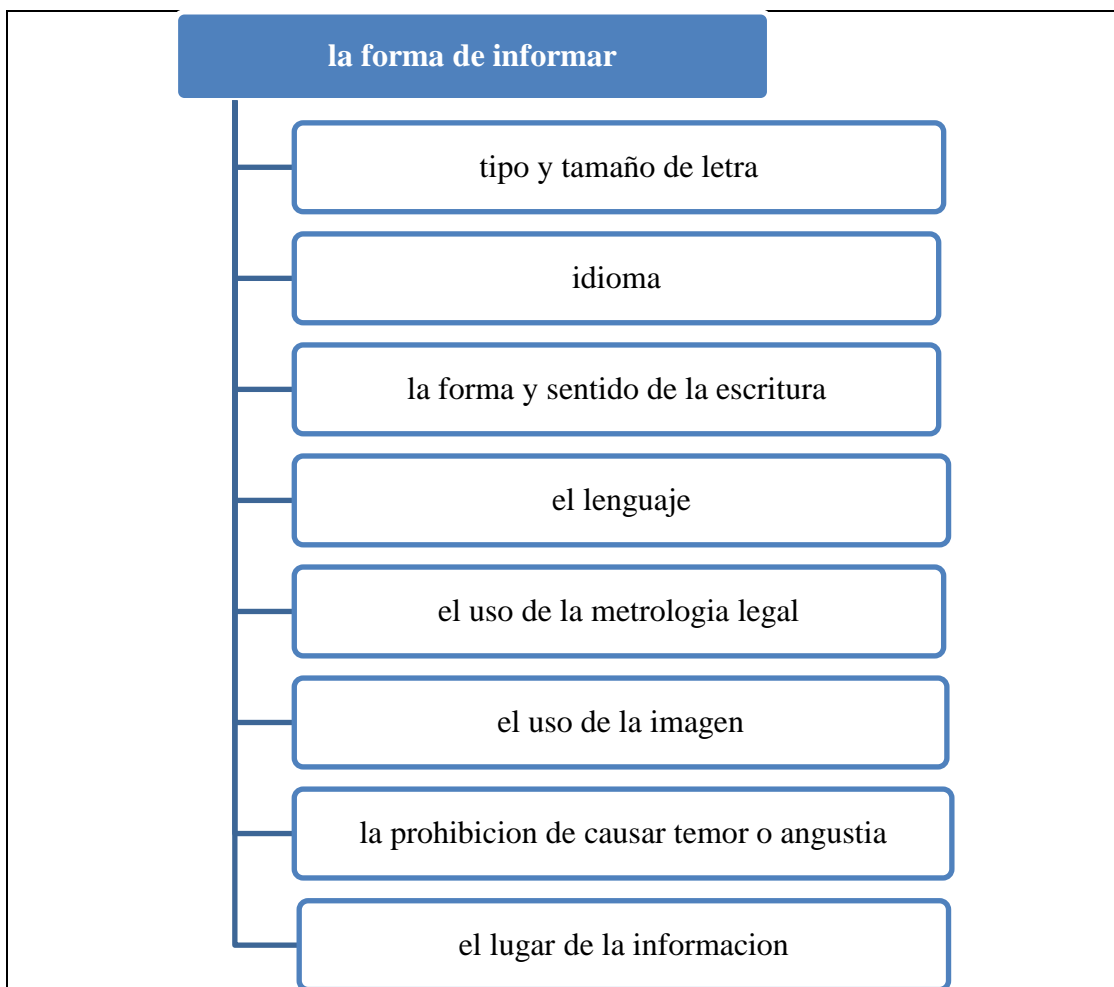 la forma de informar
tipo y tamaño de letra
idioma
la forma y sentido de la escritura
el lenguaje
el uso de la metrologia legal
el uso de la imagen
la prohibicion de causar temor o angustia
el lugar de la informacion